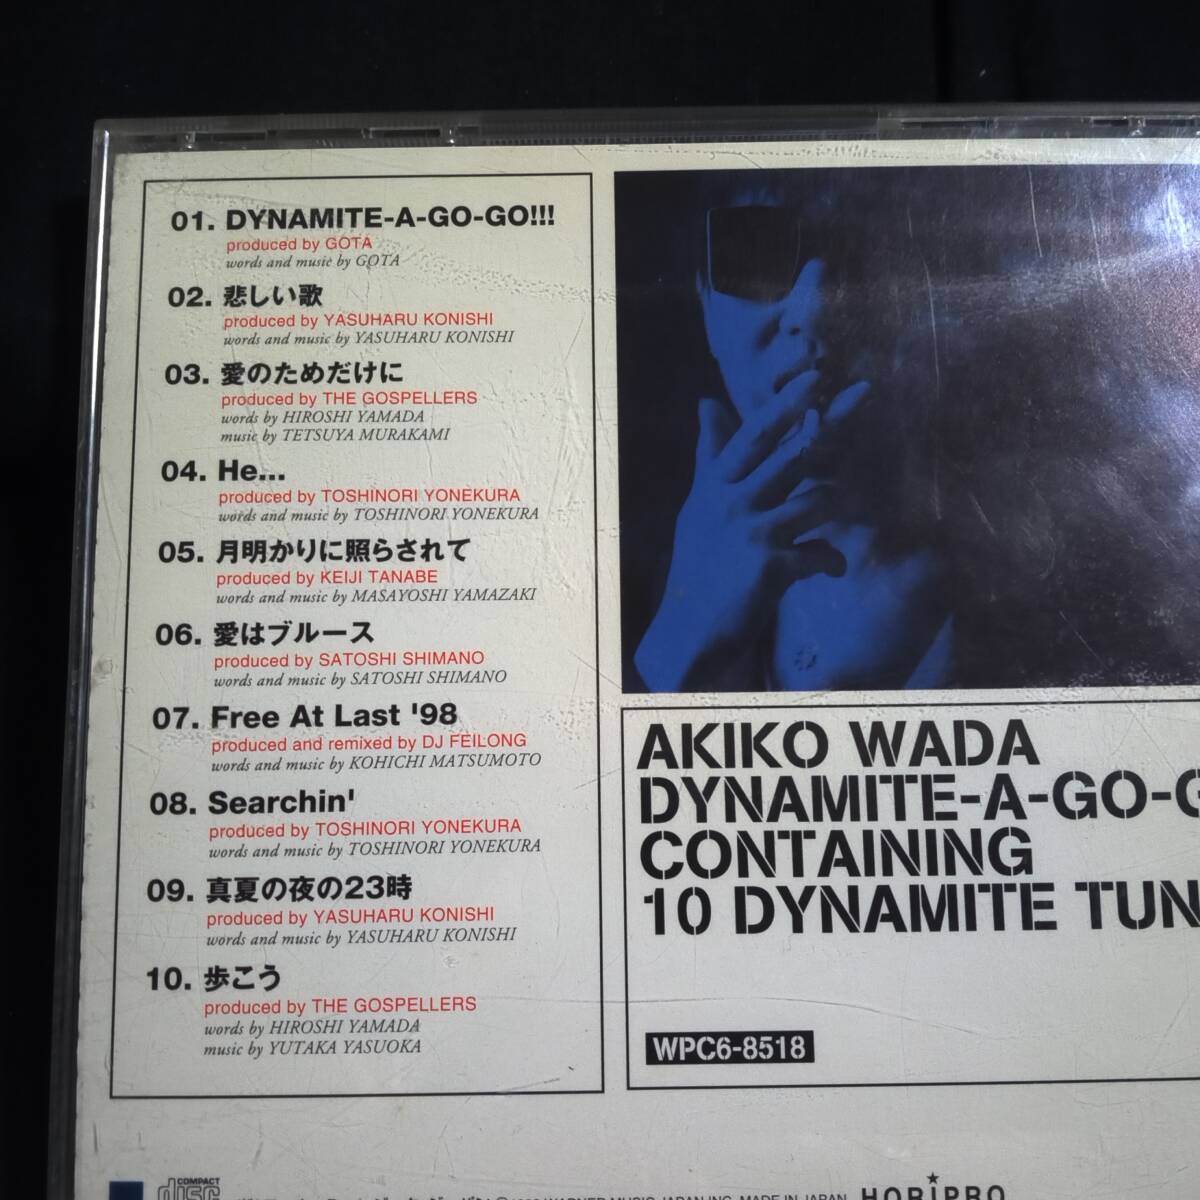 01. DYNAMITE-A-GO-GO!!!
produced by GOTA
words and music by GOTA
02. 悲しい歌
produced by YASUHARU KONISHI
words and music by YASUHARU KONISHI
03. 愛のためだけに
produced by THE GOSPELLERS
words by HIROSHI YAMADA
music by TETSUYA MURAKAMI
04. He...
produced by TOSHINORI YONEKURA
words and music by TOSHINORI YONEKURA
05. 月明かりに照らされて
produced by KEIJI TANABE
words and music by MASAYOSHI YAMAZAKI
06. 愛はブルース
produced by SATOSHI SHIMANO
words and music by SATOSHI SHIMANO
07. Free At Last '98
produced and remixed by DJ FEILONG
words and music by KOHICHI MATSUMOTO
08. Searchin'
produced by TOSHINORI YONEKURA
words and music by TOSHINORI YONEKURA
09. 真夏の夜の23時
produced by YASUHARU KONISHI
words and music by YASUHARU KONISHI
10. 歩こう
produced by THE GOSPELLERS
words by HIROSHI YAMADA
music by YUTAKA YASUOKA
AKIKO WADA
DYNAMITE-A-GO-G
CONTAINING
10 DYNAMITE TUN
WPC6-8518
COMPACT
disc
WARNER MUSIC JAPAN INC. MADE IN JAPAN
HORIPRO